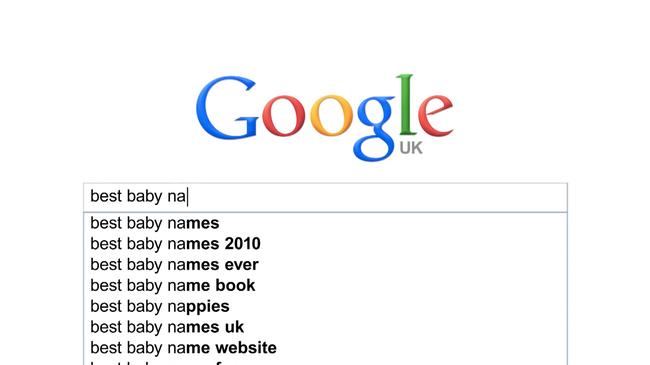 Google
UK
best baby na
best baby names
best baby names 2010
best baby names ever
best baby name book
best baby nappies
best baby names uk
best baby name website